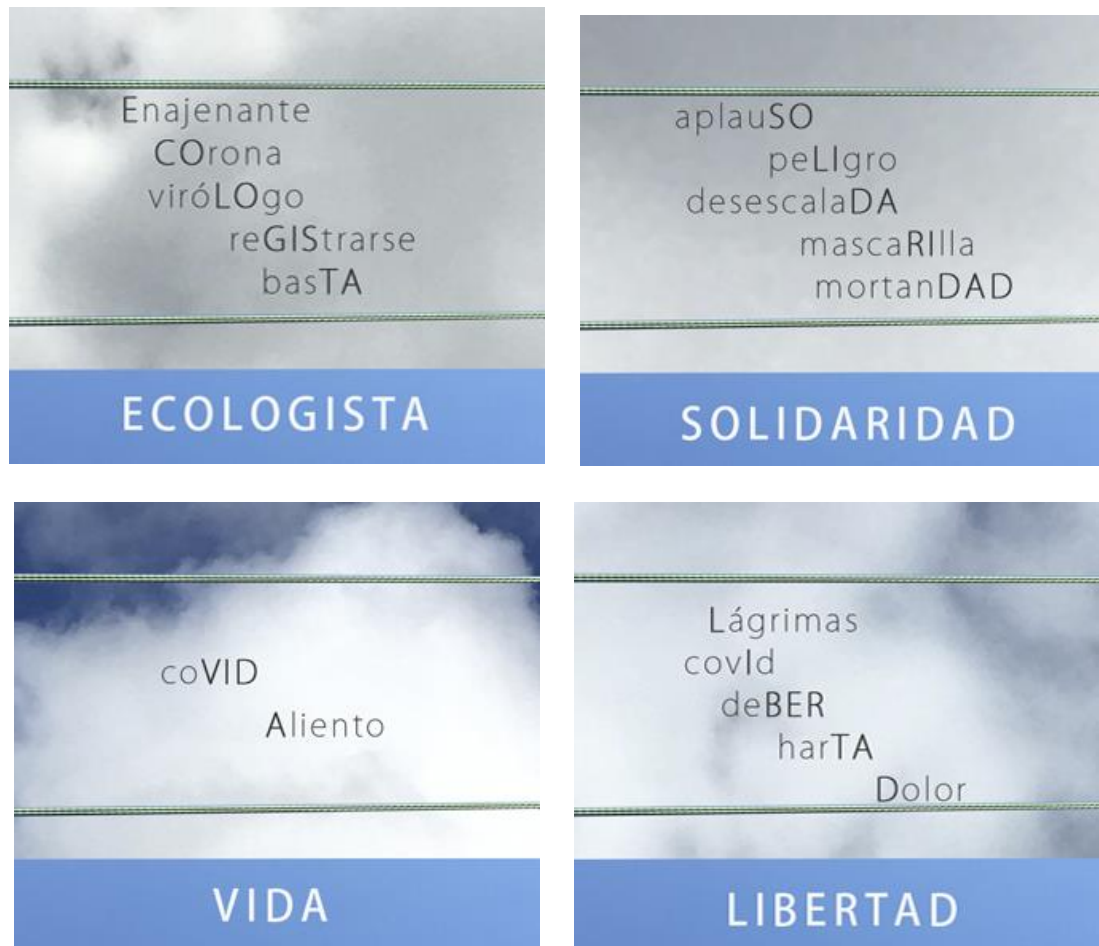 Enajenante
COrona
viróLOgo
reGIStrarse
basTA
ECOLOGISTA
aplauSO
peLIgro
desescalaDA
mascaRIlla
mortanDAD
SOLIDARIDAD
coVID
Aliento
VIDA
Lágrimas
covId
deBER
harTA
Dolor
LIBERTAD